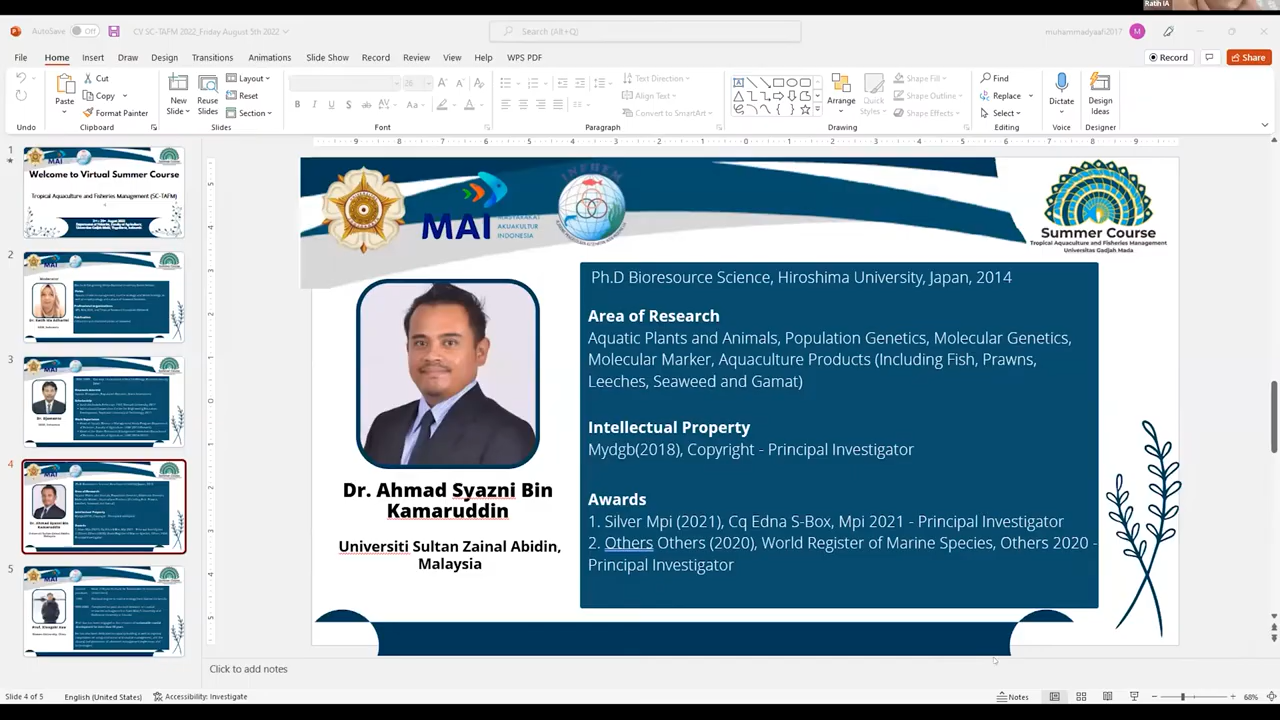 Ratih IA
AutoSave Off CV SC-TAFM 2022_Friday August 5th 2022 Search (Alt+Q) muhammadyaafi2017 M
File Home Insert Draw Design Transitions Animations Slide Show Record Review View Help WPS PDF Record Share
Cut Layout Text Direction Shape Fill Find
Copy Reset Align Text Shape Outline Replace
Format Painter Section Convert to SmartArt Shape Effects Select
Paste New Slides Reuse Slides Arrange Quick Styles Dictate Design Ideas
Undo Clipboard Slides Font Paragraph Drawing Editing Voice Designer
1
Welcome to Virtual Summer Course
Tropical Aquaculture and Fisheries Management (SC-TAFM)
2
3
4
5
MAI
MASYARAKAT
AKUAKULTUR
INDONESIA
Summer Course
Tropical Aquaculture and Fisheries Management
Universitas Gadjah Mada
Ph.D Bioresource Science, Hiroshima University, Japan, 2014
Area of Research
Aquatic Plants and Animals, Population Genetics, Molecular Genetics,
Molecular Marker, Aquaculture Products (Including Fish, Prawns,
Leeches, Seaweed and Gamat)
Intellectual Property
Mydgb(2018), Copyright - Principal Investigator
Awards
1. Silver Mpi (2021), Cq Edna - Box, Mpi 2021 - Principal Investigator
2. Others Others (2020), World Register of Marine Species, Others 2020 -
Principal Investigator
Dr. Ahmad Syazni Bin
Kamaruddin
Universiti Sultan Zainal Abidin,
Malaysia
Click to add notes
Slide 4 of 5 English (United States) Accessibility: Investigate Notes 68%